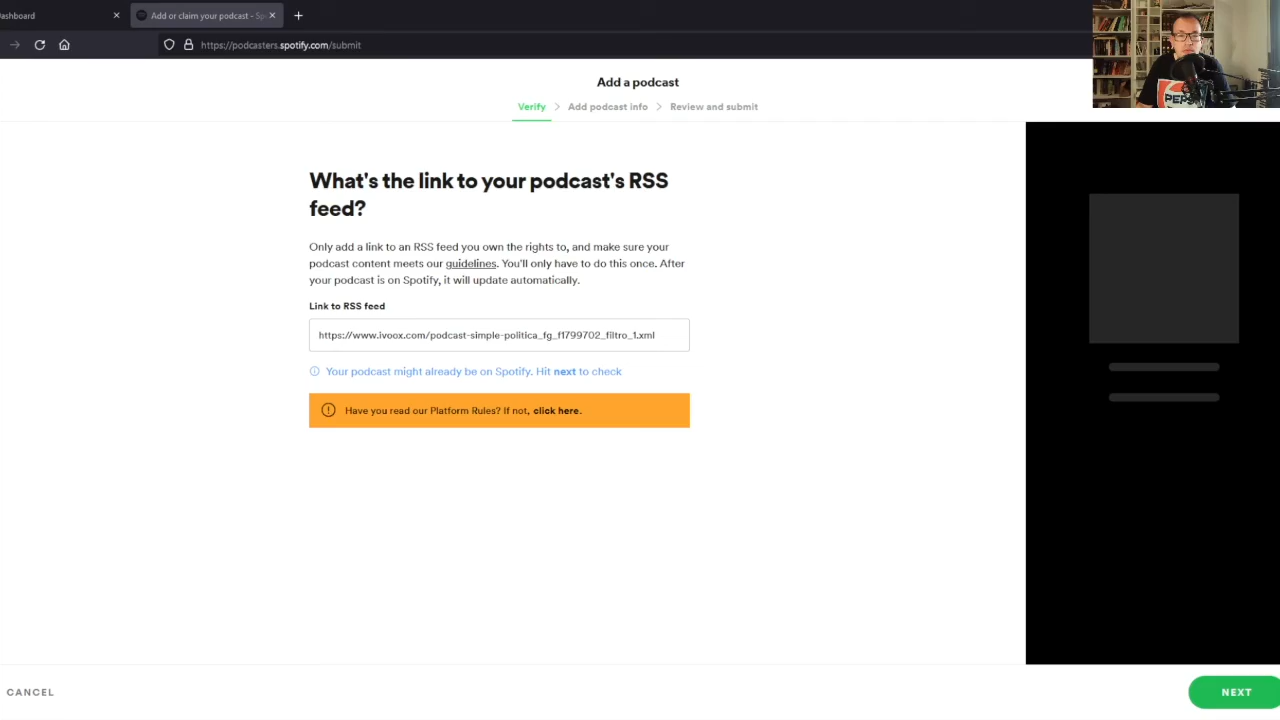 Dashboard
Add or claim your podcast - Sp
https://podcasters.spotify.com/submit
PEPSI
Add a podcast
Verify
Add podcast info
Review and submit
What's the link to your podcast's RSS
feed?
Only add a link to an RSS feed you own the rights to, and make sure your
podcast content meets our guidelines. You'll only have to do this once. After
your podcast is on Spotify, it will update automatically.
Link to RSS feed
https://www.ivoox.com/podcast-simple-politica_fg_f1799702_filtro_1.xml
Your podcast might already be on Spotify. Hit next to check
Have you read our Platform Rules? If not, click here.
CANCEL
NEXT